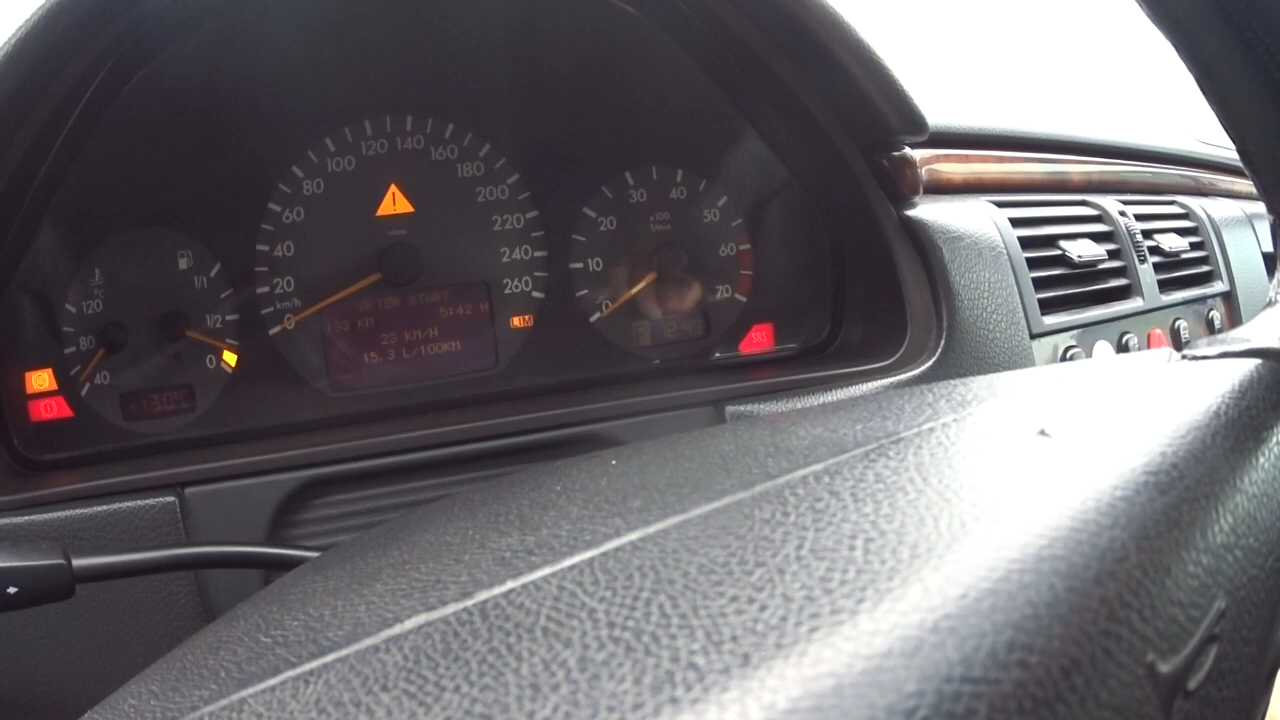 °C
120
80
40
1/1
1/2
0
+13.0°C
0
20
40
60
80
100
120
140
160
180
200
220
240
260
km/h
AFTER START
133 KM 5:42 H
23 KM/H
15.3 L/100KM
LIM
0
10
20
30
40
50
60
70
x100
1/min
P
SBS